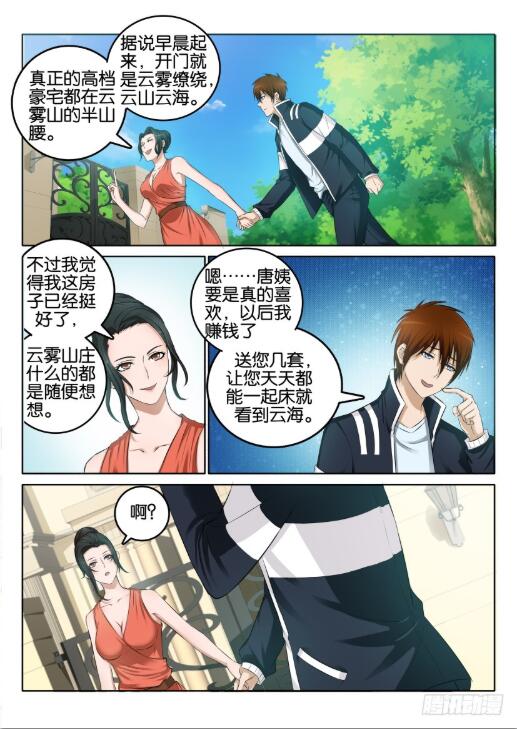 真正的高档
豪宅都在云
雾山的半山
腰。
据说早晨起
来，开门就
是云雾缭绕，
云山云海。
不过我觉
得我这房
子已经挺
好了，
云雾山庄
什么的都
是随便想
想。
嗯……唐姨
要是真的喜
欢，以后我
赚钱了
送您几套，
让您天天都
能一起床就
看到云海。
啊？
腾讯动漫